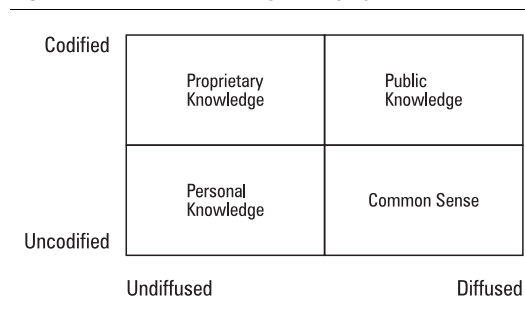 Codified
Proprietary
Knowledge
Public
Knowledge
Personal
Knowledge
Common Sense
Uncodified
Undiffused
Diffused